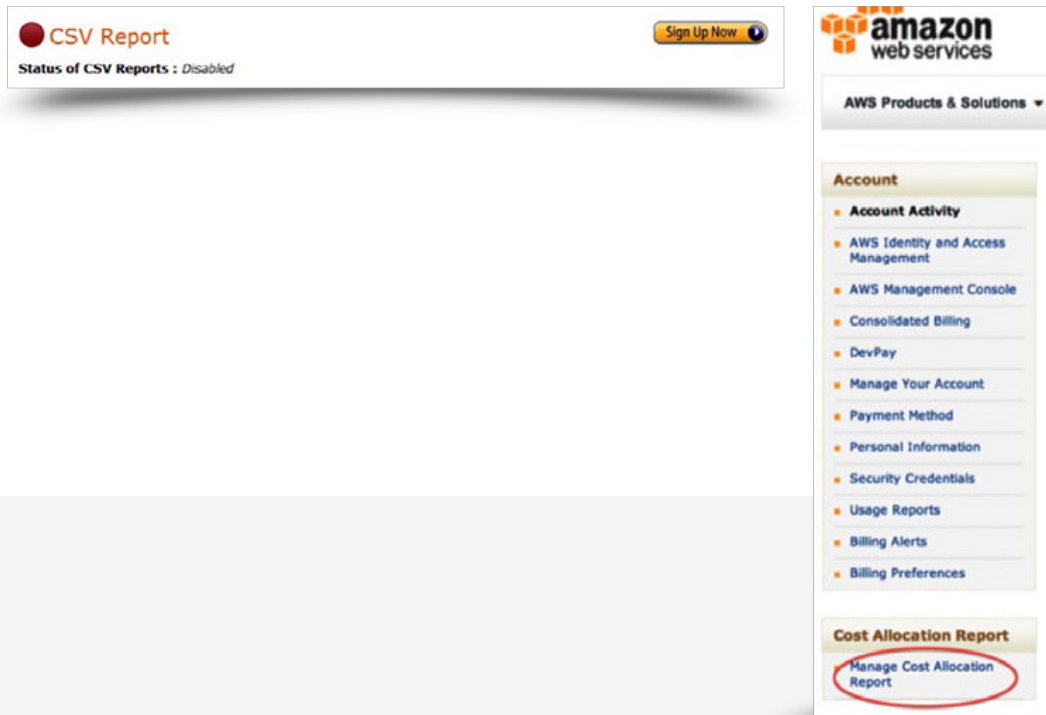 CSV Report
Sign Up Now
Status of CSV Reports : Disabled
amazon
web services
AWS Products & Solutions
Account
Account Activity
AWS Identity and Access
Management
AWS Management Console
Consolidated Billing
DevPay
Manage Your Account
Payment Method
Personal Information
Security Credentials
Usage Reports
Billing Alerts
Billing Preferences
Cost Allocation Report
Manage Cost Allocation
Report